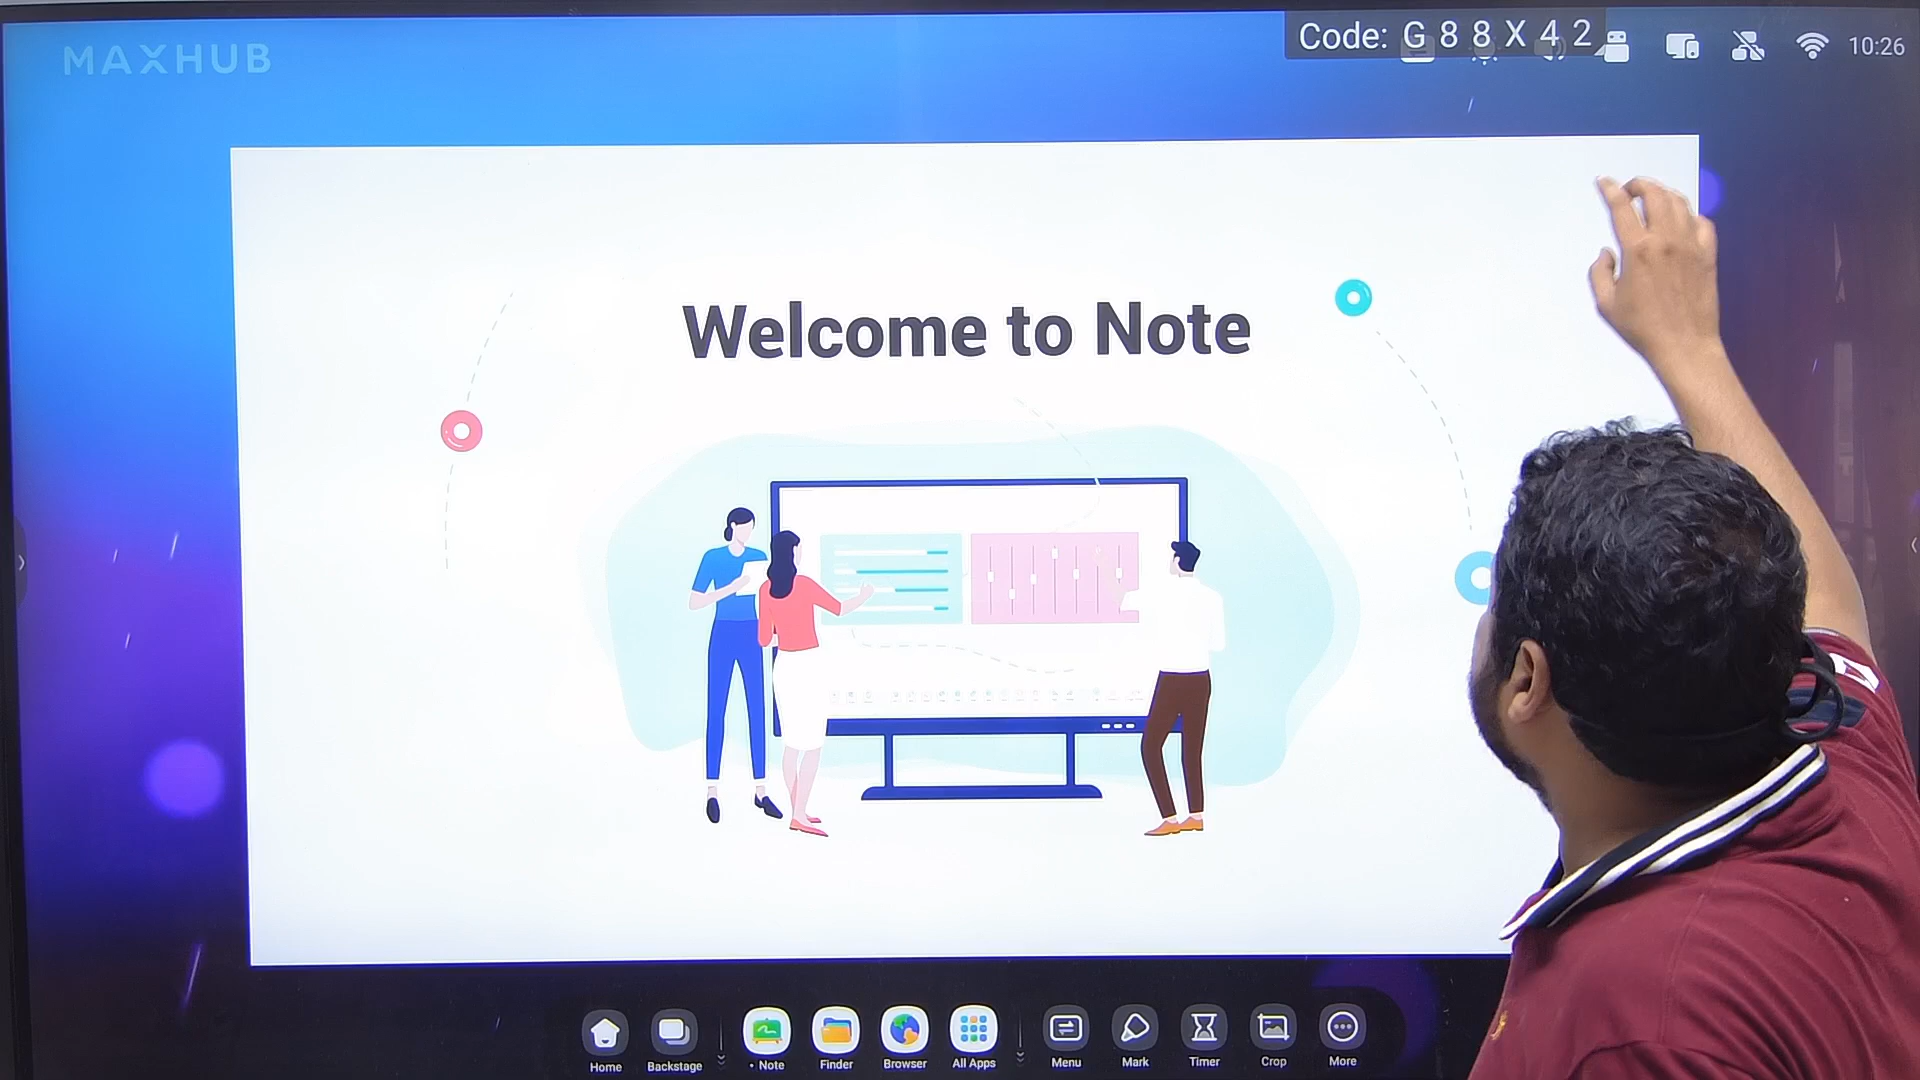 MAXHUB
Code: G88X42
10:26
Welcome to Note
Home
Backstage
Note
Finder
Browser
All Apps
Menu
Mark
Timer
Crop
More